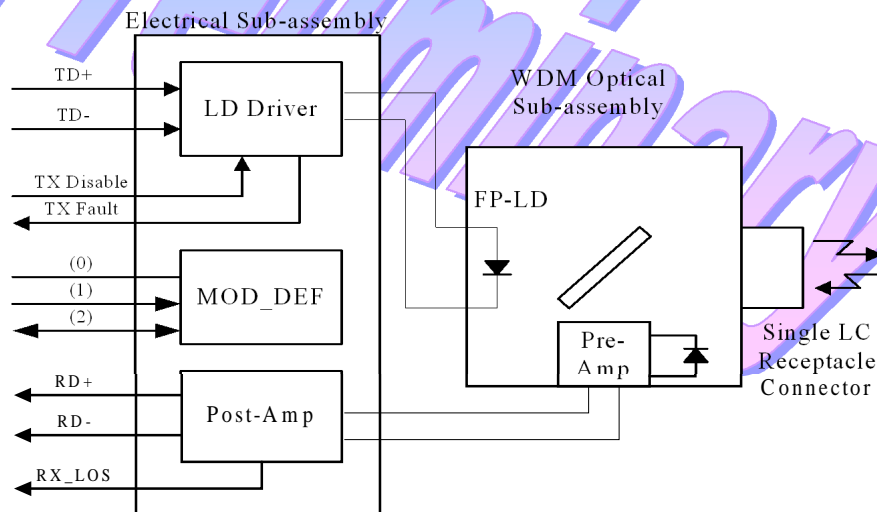 Electrical Sub-assembly
TD+
TD-
LD Driver
TX Disable
TX Fault
(0)
(1)
(2)
MOD_DEF
RD+
RD-
RX_LOS
Post-Amp
WDM Optical
Sub-assembly
FP-LD
Pre-
Amp
Single LC
Receptacle
Connector